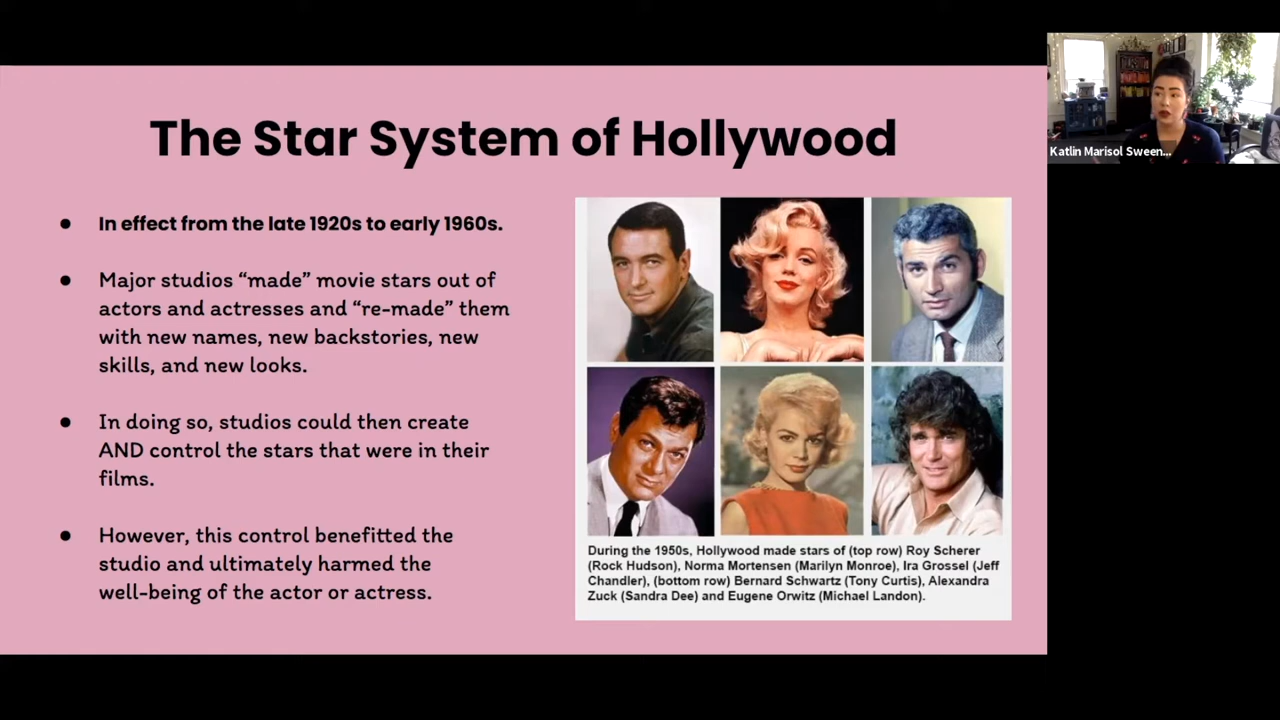 The Star System of Hollywood
● In effect from the late 1920s to early 1960s.
● Major studios “made” movie stars out of
actors and actresses and “re-made” them
with new names, new backstories, new
skills, and new looks.
● In doing so, studios could then create
AND control the stars that were in their
films.
● However, this control benefitted the
studio and ultimately harmed the
well-being of the actor or actress.
During the 1950s, Hollywood made stars of (top row) Roy Scherer
(Rock Hudson), Norma Mortensen (Marilyn Monroe), Ira Grossel (Jeff
Chandler), (bottom row) Bernard Schwartz (Tony Curtis), Alexandra
Zuck (Sandra Dee) and Eugene Orwitz (Michael Landon).
Katlin Marisol Sween...